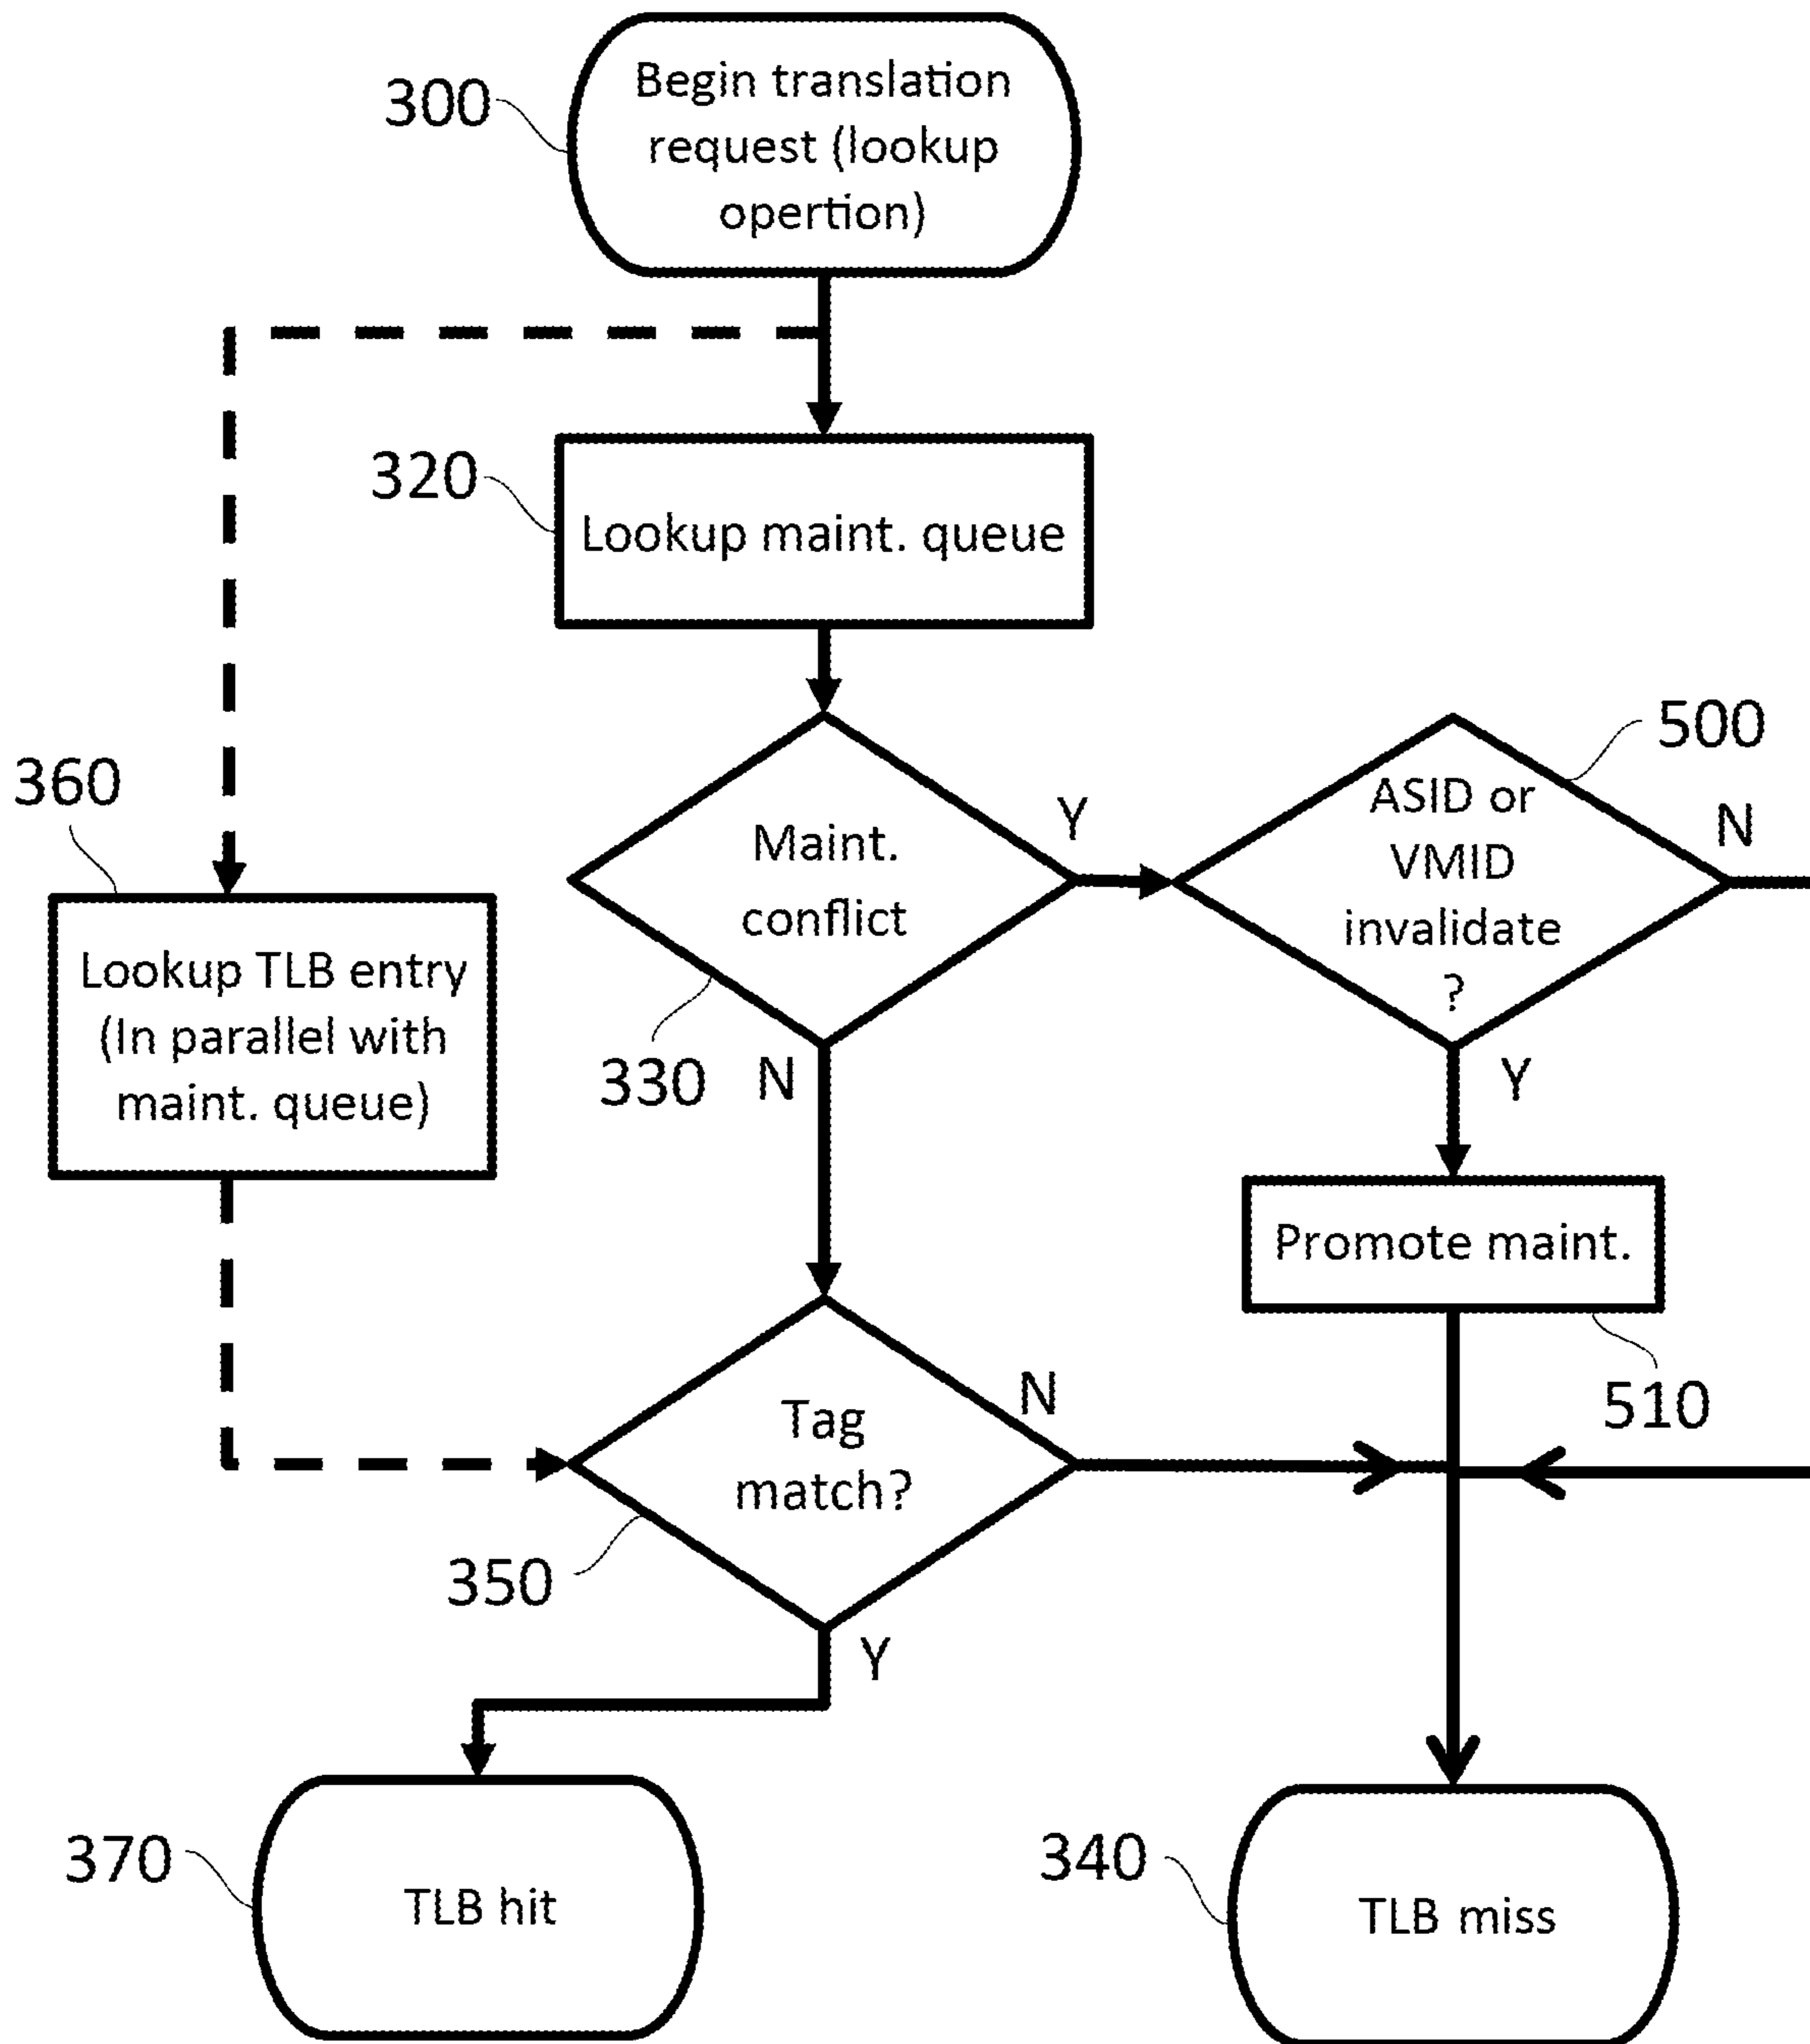 300
Begin translation
request (lookup
opertion)
320
Lookup maint. queue
360
Lookup TLB entry
(In parallel with
maint. queue)
Maint.
conflict
Y
330
N
500
ASID or
VMID
invalidate
?
N
Y
Promote maint.
510
Tag
match?
N
350
Y
370
TLB hit
340
TLB miss